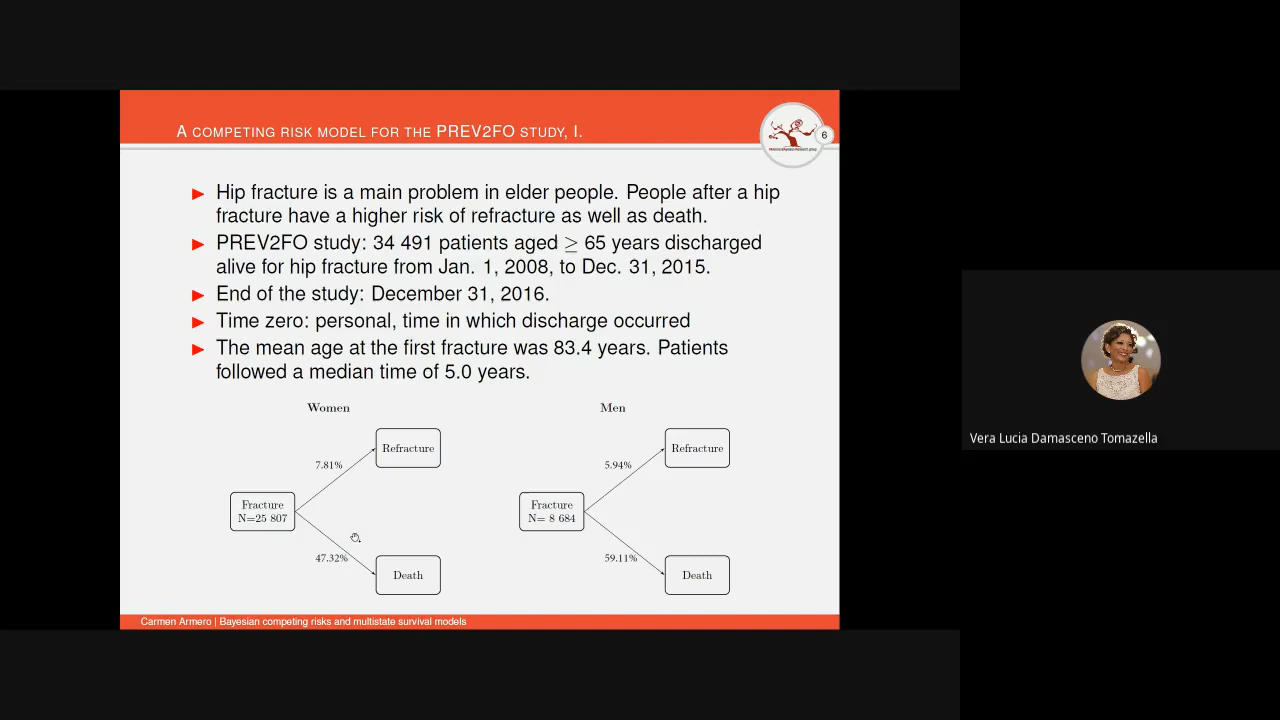 A COMPETING RISK MODEL FOR THE PREV2FO STUDY, I.
6
Hip fracture is a main problem in elder people. People after a hip
fracture have a higher risk of refracture as well as death.
PREV2FO study: 34 491 patients aged ≥ 65 years discharged
alive for hip fracture from Jan. 1, 2008, to Dec. 31, 2015.
End of the study: December 31, 2016.
Time zero: personal, time in which discharge occurred
The mean age at the first fracture was 83.4 years. Patients
followed a median time of 5.0 years.
Women
Refracture
7.81%
Fracture
N=25 807
47.32%
Death
Men
Refracture
5.94%
Fracture
N= 8 684
59.11%
Death
Carmen Armero | Bayesian competing risks and multistate survival models
Vera Lucia Damasceno Tomazella